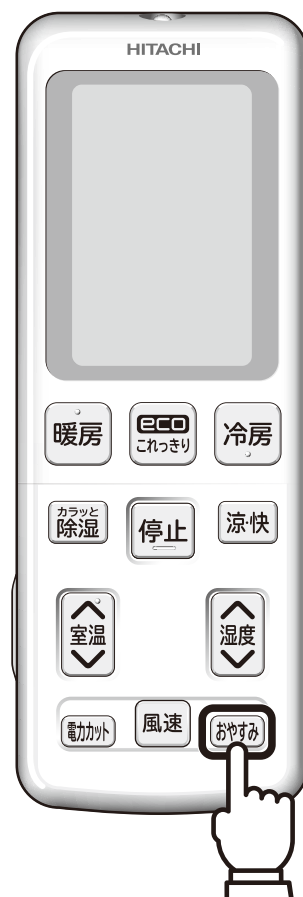 HITACHI
暖房
eco
これっきり
冷房
カラッと
除湿
停止
涼・快
室温
湿度
電力カット
風速
おやすみ